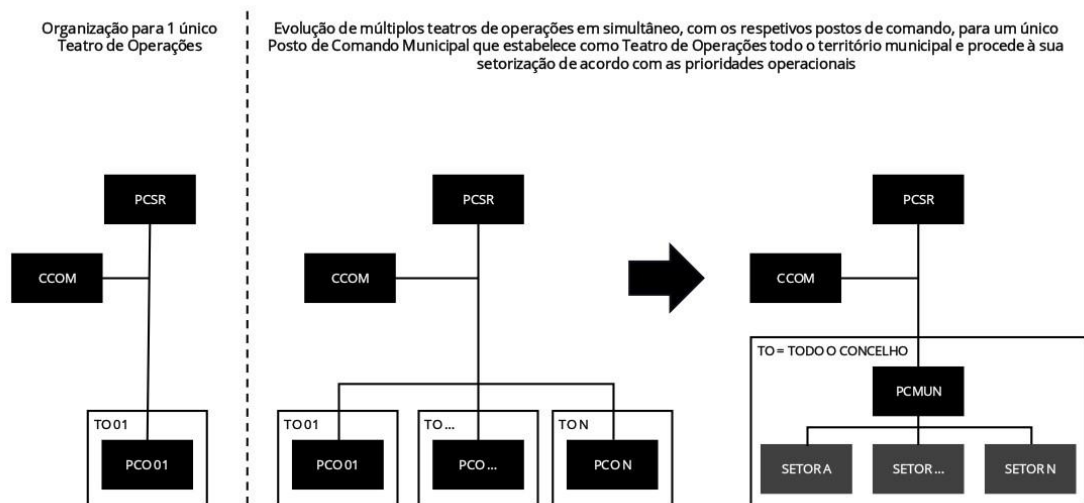 Organização para 1 único
Teatro de Operações
Evolução de múltiplos teatros de operações em simultâneo, com os respetivos postos de comando, para um único
Posto de Comando Municipal que estabelece como Teatro de Operações todo o território municipal e procede à sua
setorização de acordo com as prioridades operacionais
PCSR
CCOM
TO 01
PCO 01
PCSR
CCOM
TO 01
PCO 01
TO ...
PCO ...
TO N
PCO N
PCSR
CCOM
TO = TODO O CONCELHO
PCMUN
SETOR A
SETOR ...
SETOR N